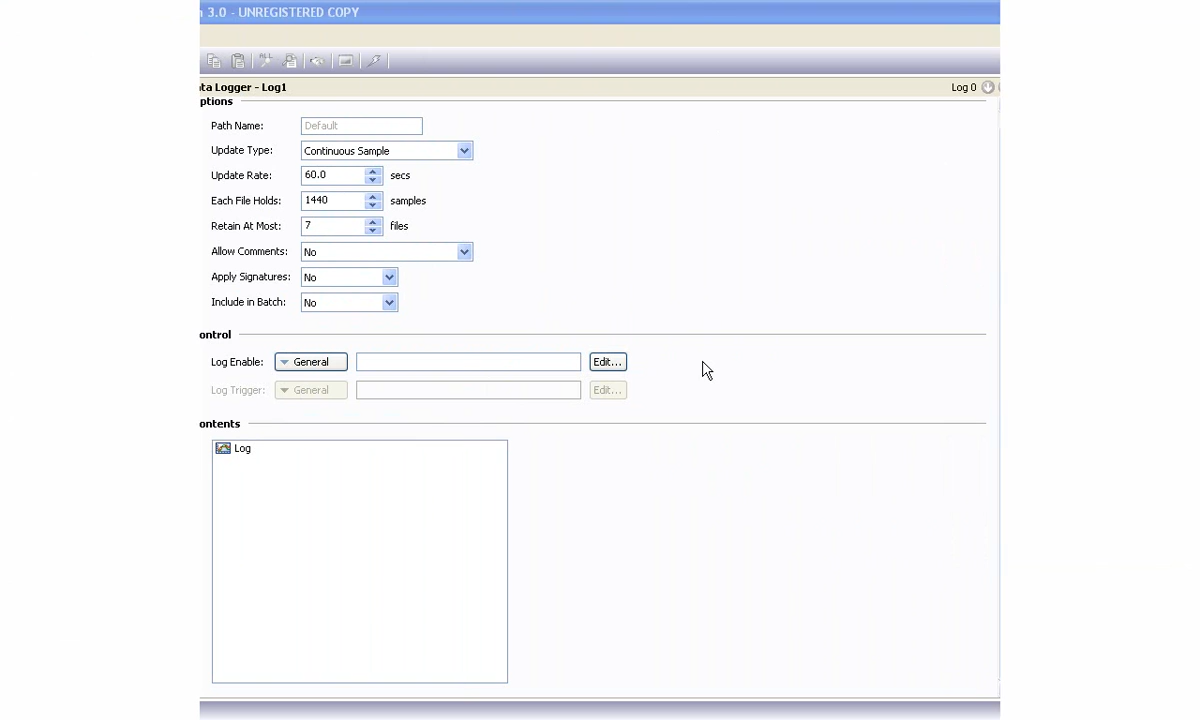 n 3.0 - UNREGISTERED COPY
ALL
ata Logger - Log1 Log 0
ptions
Path Name: Default
Update Type: Continuous Sample
Update Rate: 60.0 secs
Each File Holds: 1440 samples
Retain At Most: 7 files
Allow Comments: No
Apply Signatures: No
Include in Batch: No
ontrol
Log Enable: General Edit...
Log Trigger: General Edit...
ontents
Log